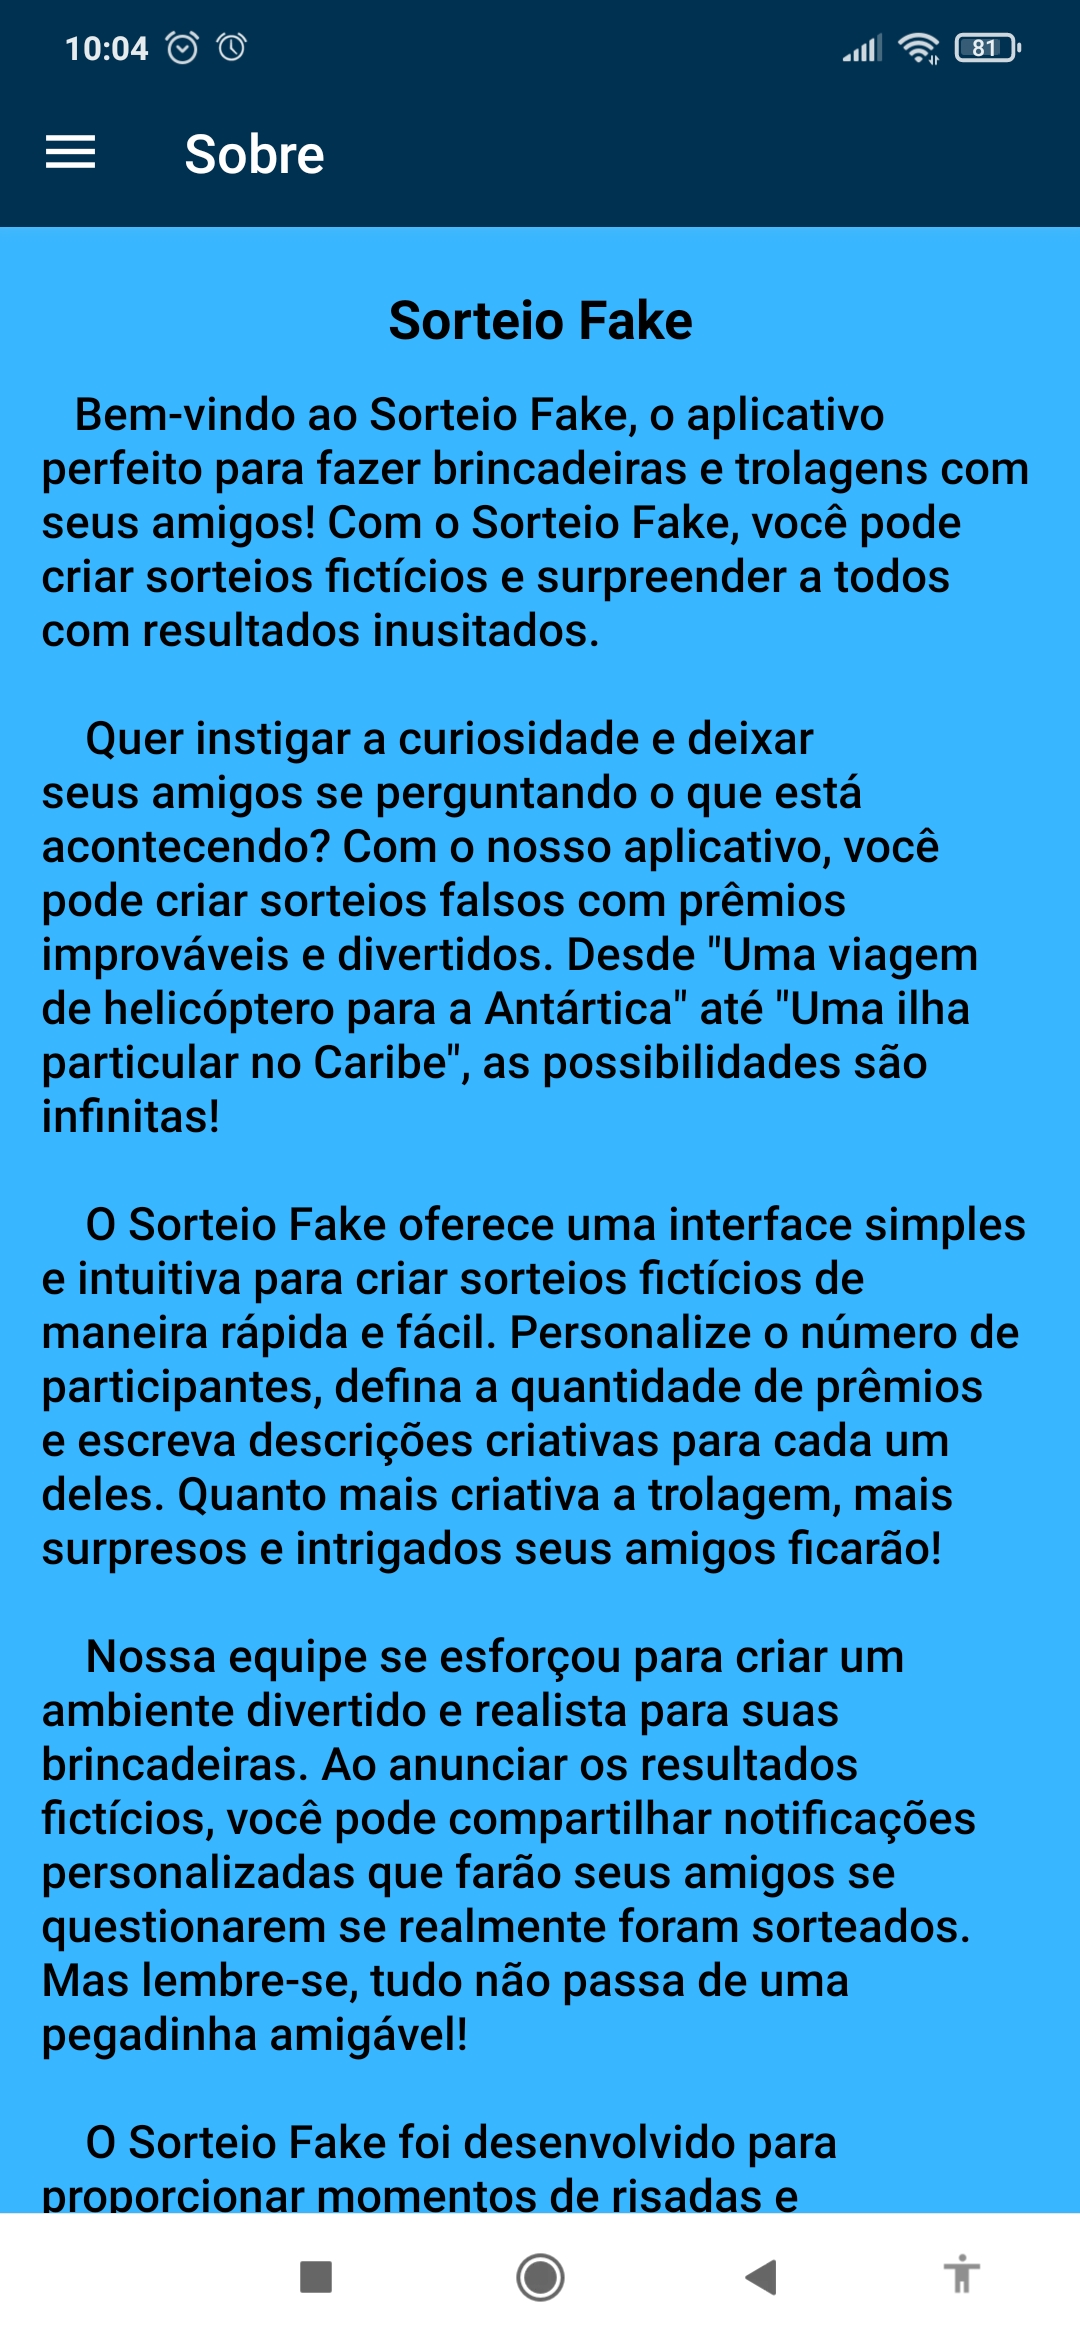 10:04
81
Sobre
Sorteio Fake
Bem-vindo ao Sorteio Fake, o aplicativo
perfeito para fazer brincadeiras e trolagens com
seus amigos! Com o Sorteio Fake, você pode
criar sorteios fictícios e surpreender a todos
com resultados inusitados.
Quer instigar a curiosidade e deixar
seus amigos se perguntando o que está
acontecendo? Com o nosso aplicativo, você
pode criar sorteios falsos com prêmios
improváveis e divertidos. Desde "Uma viagem
de helicóptero para a Antártica" até "Uma ilha
particular no Caribe", as possibilidades são
infinitas!
O Sorteio Fake oferece uma interface simples
e intuitiva para criar sorteios fictícios de
maneira rápida e fácil. Personalize o número de
participantes, defina a quantidade de prêmios
e escreva descrições criativas para cada um
deles. Quanto mais criativa a trolagem, mais
surpresos e intrigados seus amigos ficarão!
Nossa equipe se esforçou para criar um
ambiente divertido e realista para suas
brincadeiras. Ao anunciar os resultados
fictícios, você pode compartilhar notificações
personalizadas que farão seus amigos se
questionarem se realmente foram sorteados.
Mas lembre-se, tudo não passa de uma
pegadinha amigável!
O Sorteio Fake foi desenvolvido para
proporcionar momentos de risadas e